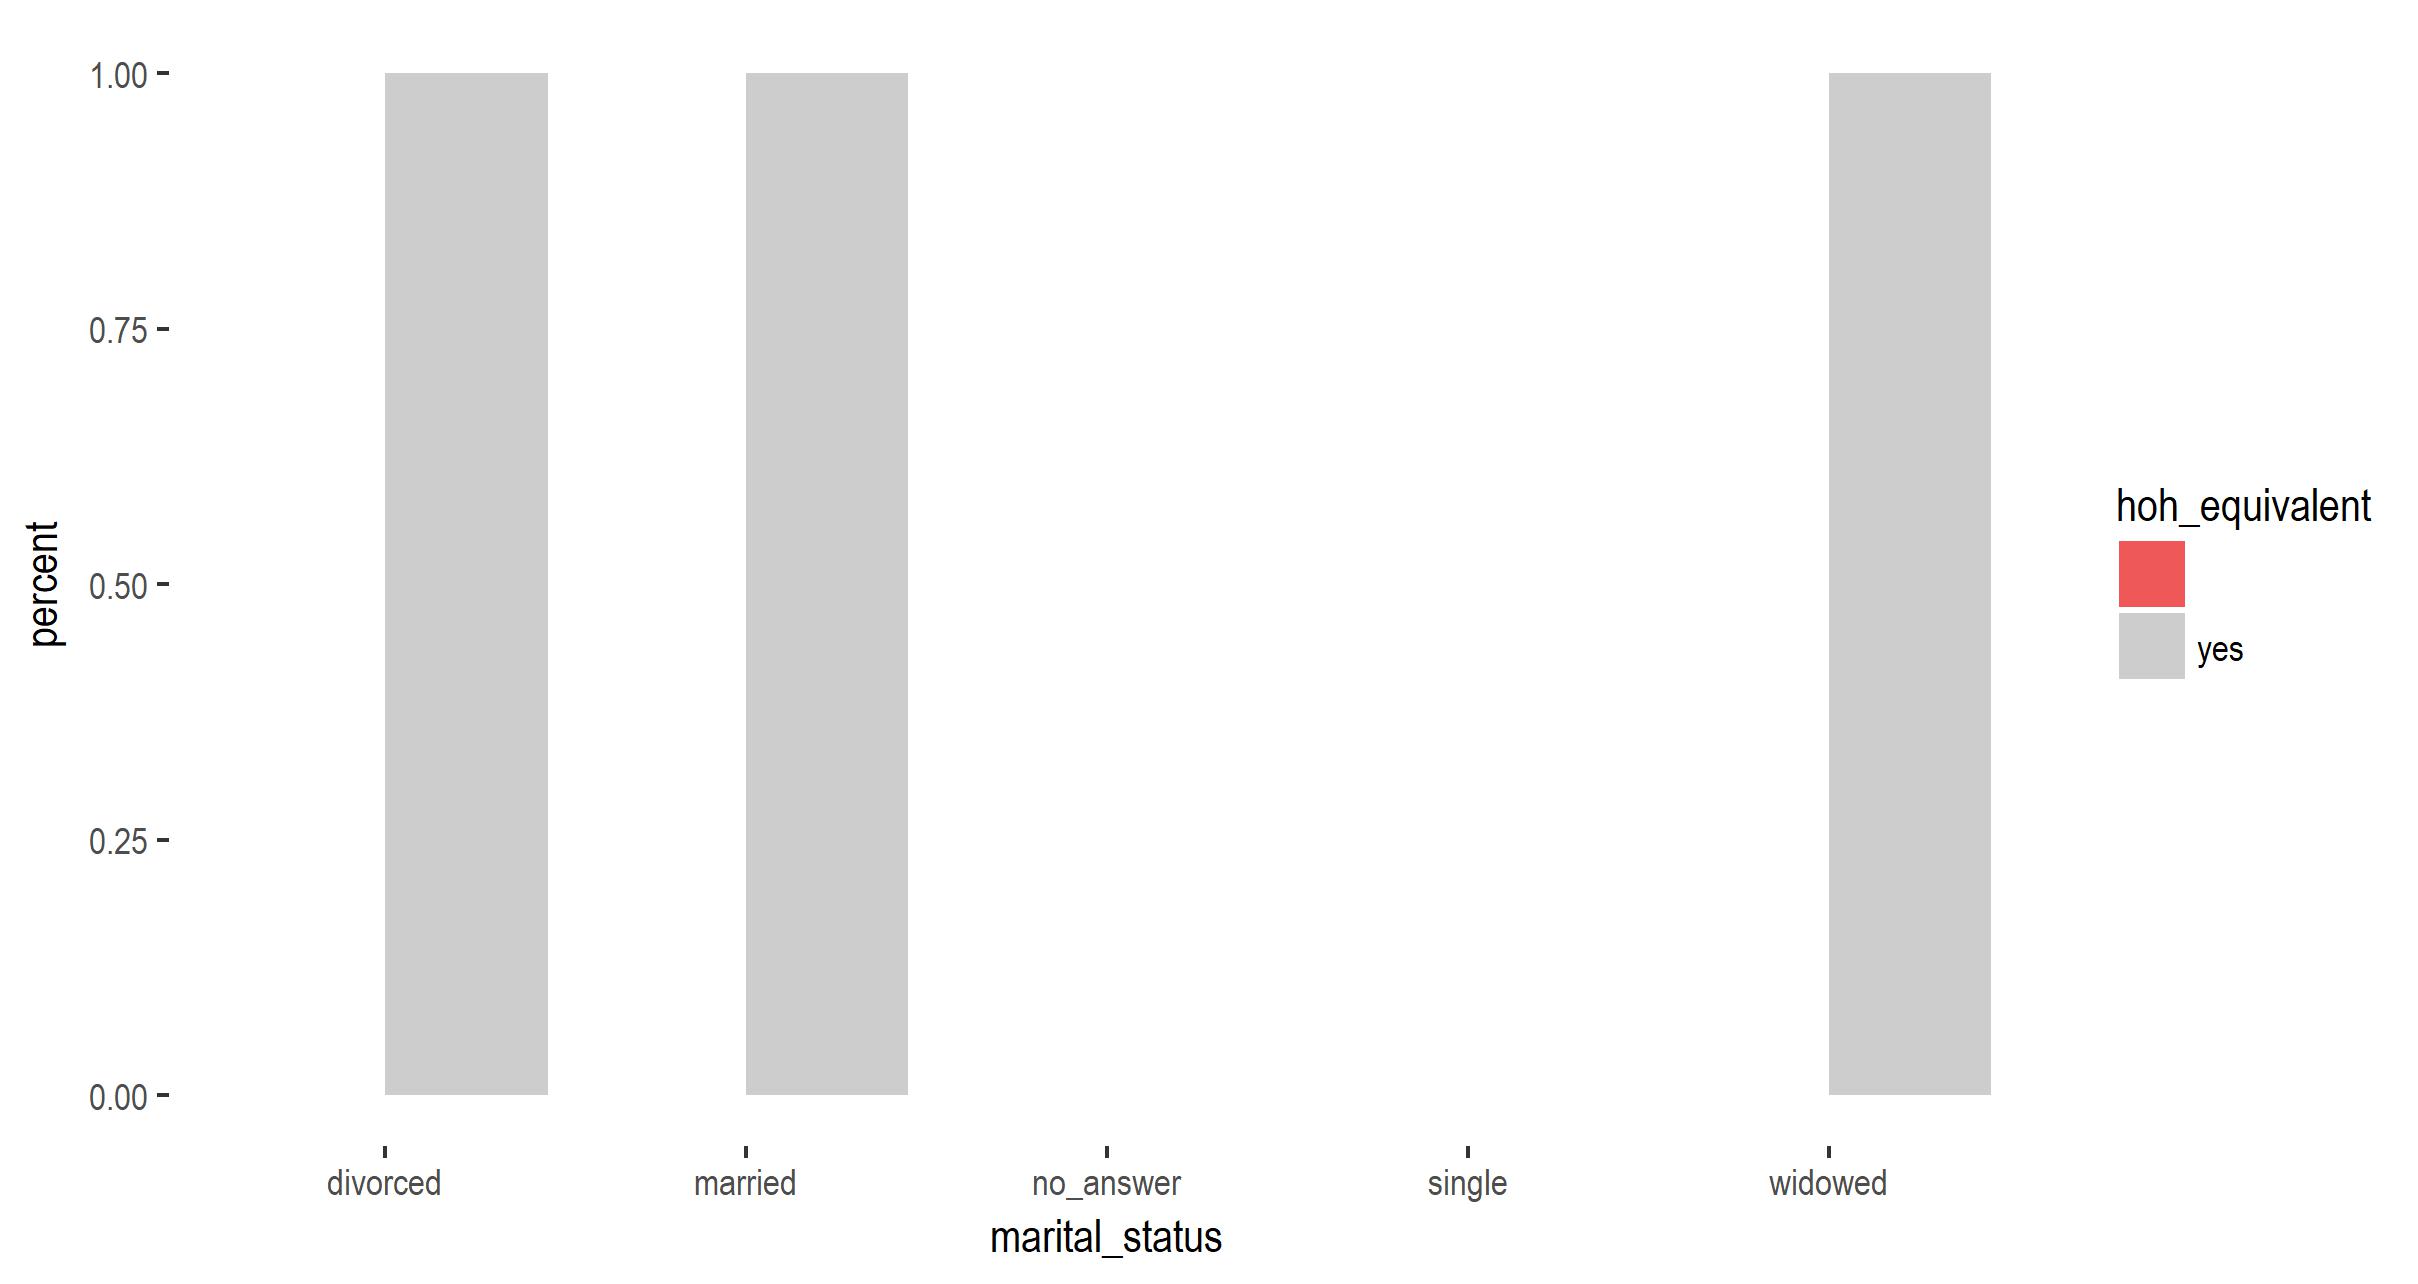 1.00
0.75
0.50
0.25
0.00
percent
divorced married no_answer single widowed
marital_status
hoh_equivalent
yes